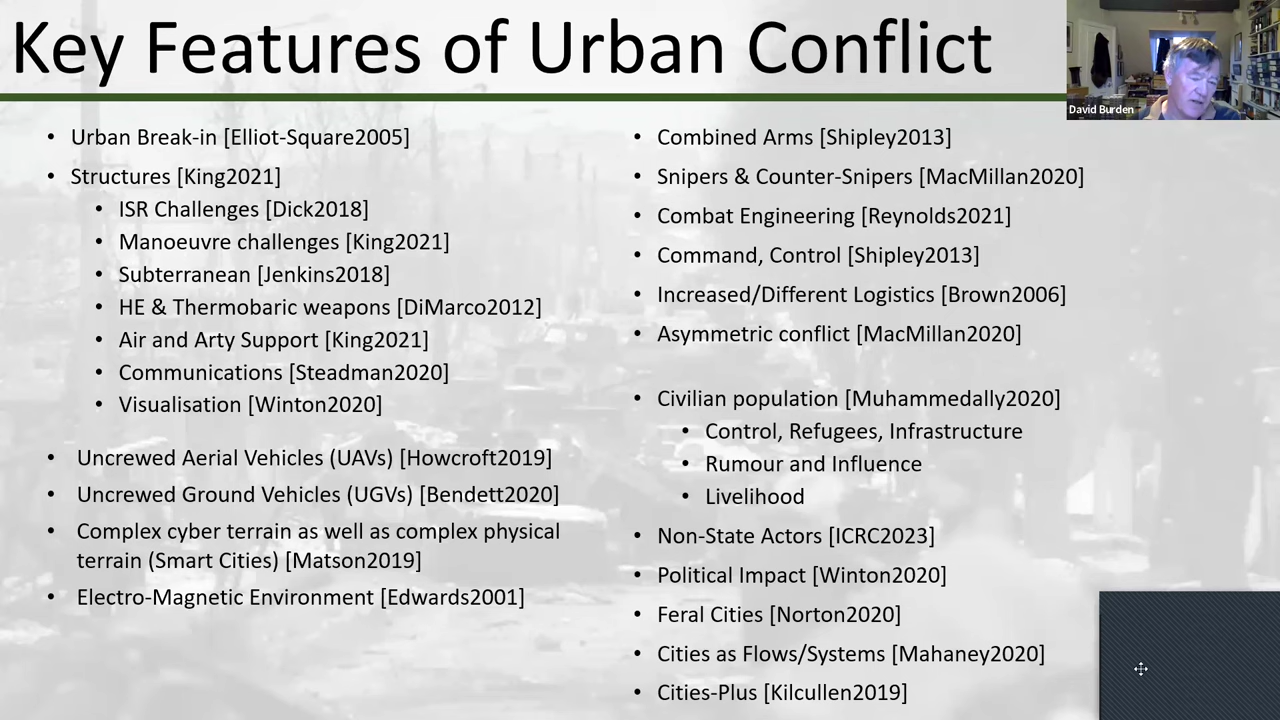 Key Features of Urban Conflict
David Burden
• Urban Break-in [Elliot-Square2005]
• Structures [King2021]
• ISR Challenges [Dick2018]
• Manoeuvre challenges [King2021]
• Subterranean [Jenkins2018]
• HE & Thermobaric weapons [DiMarco2012]
• Air and Arty Support [King2021]
• Communications [Steadman2020]
• Visualisation [Winton2020]
• Uncrewed Aerial Vehicles (UAVs) [Howcroft2019]
• Uncrewed Ground Vehicles (UGVs) [Bendett2020]
• Complex cyber terrain as well as complex physical
terrain (Smart Cities) [Matson2019]
• Electro-Magnetic Environment [Edwards2001]
• Combined Arms [Shipley2013]
• Snipers & Counter-Snipers [MacMillan2020]
• Combat Engineering [Reynolds2021]
• Command, Control [Shipley2013]
• Increased/Different Logistics [Brown2006]
• Asymmetric conflict [MacMillan2020]
• Civilian population [Muhammedally2020]
• Control, Refugees, Infrastructure
• Rumour and Influence
• Livelihood
• Non-State Actors [ICRC2023]
• Political Impact [Winton2020]
• Feral Cities [Norton2020]
• Cities as Flows/Systems [Mahaney2020]
• Cities-Plus [Kilcullen2019]